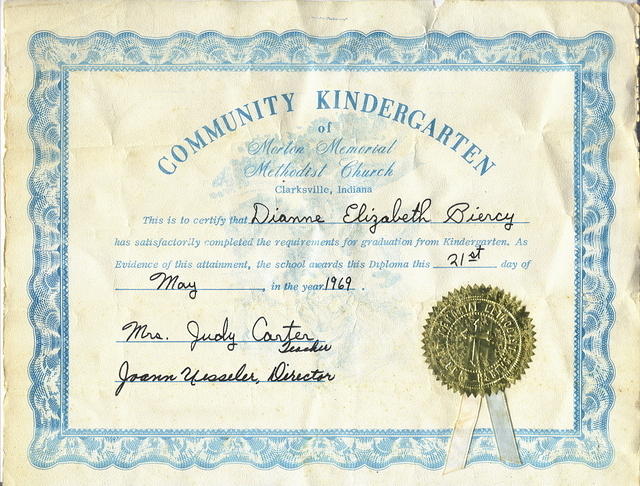 COMMUNITY KINDERGARTEN
of
Morton Memorial
Methodist Church
Clarksville, Indiana
This is to certify that Dianne Elizabeth Piercy
has satisfactorily completed the requirements for graduation from Kindergarten. As
Evidence of this attainment, the school awards this Diploma this 21st day of
May, in the year 1969.
Mrs. Judy Carter
Teacher
Joann Uesseler, Director